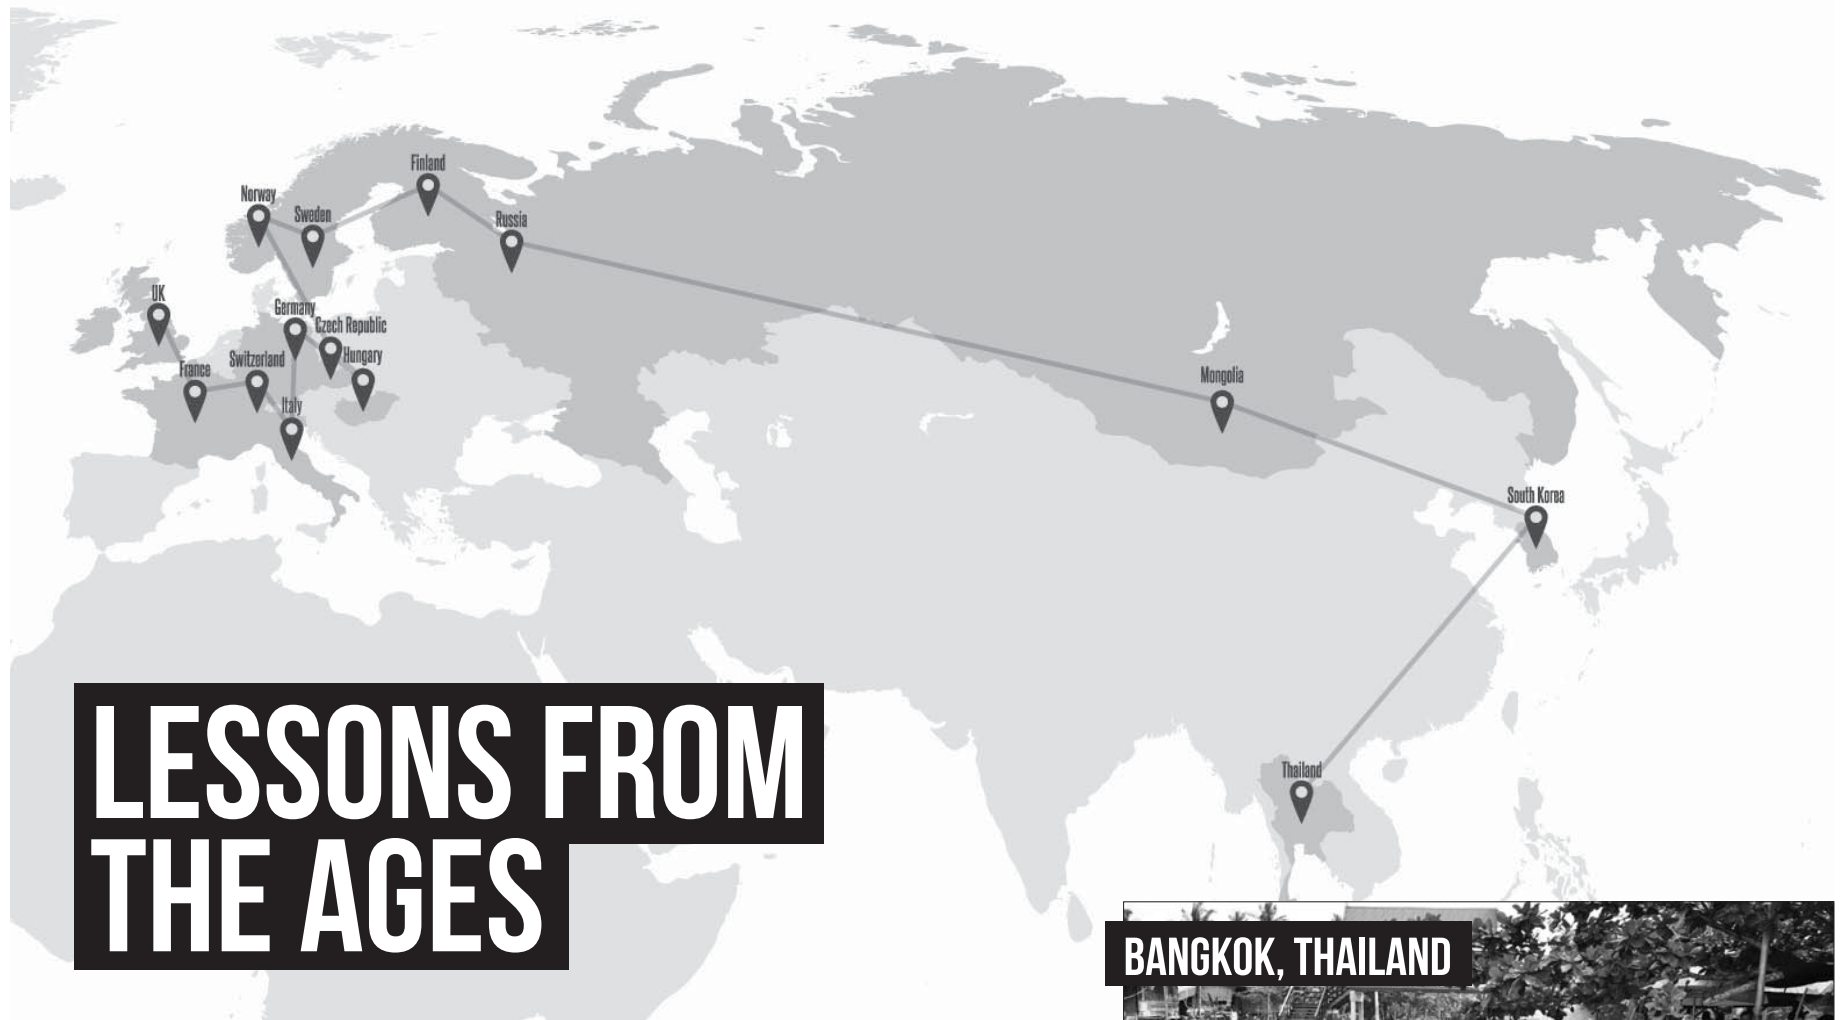 Finland
Norway
Sweden
Russia
UK
Germany
Czech Republic
Hungary
Switzerland
France
Italy
Mongolia
South Korea
Thailand
LESSONS FROM
THE AGES
BANGKOK, THAILAND